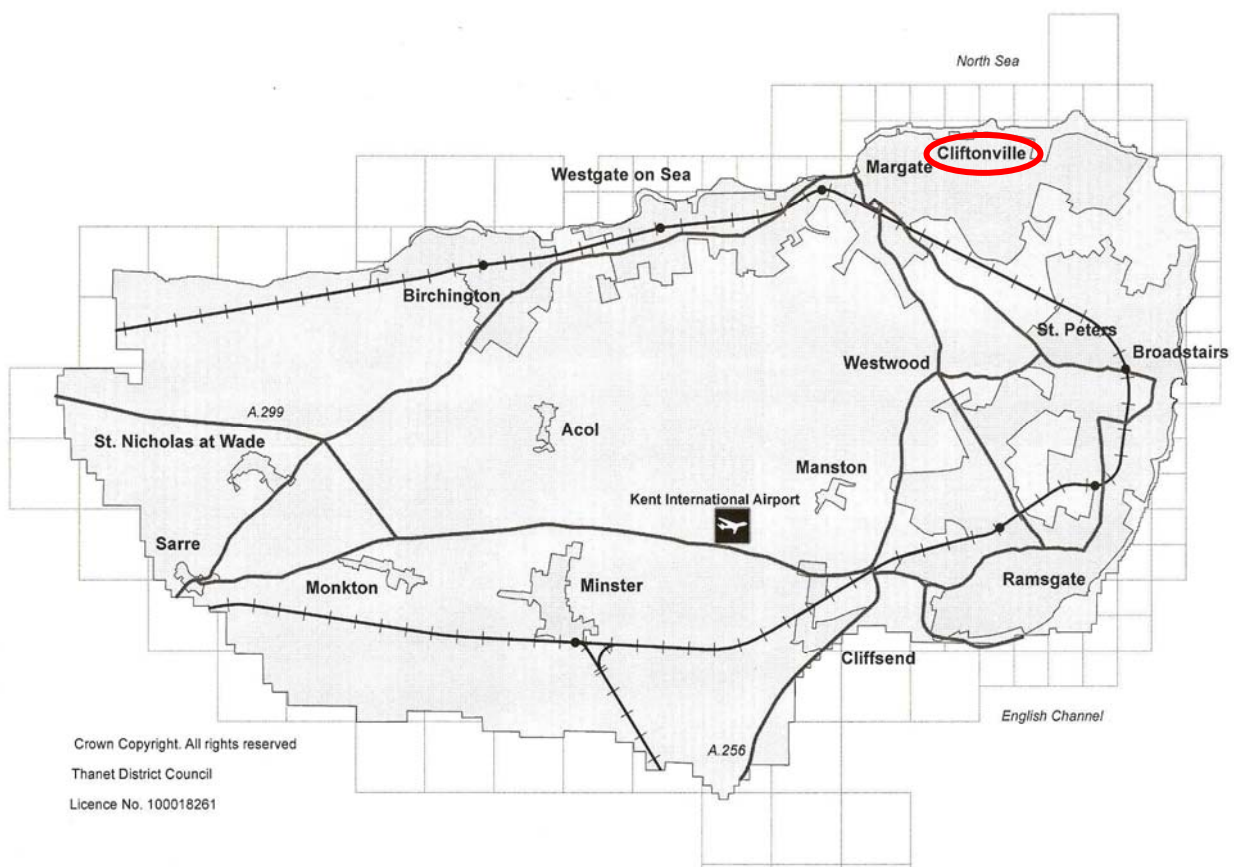 North Sea
Cliftonville
Margate
Westgate on Sea
Birchington
St. Peters
Broadstairs
Westwood
A.299
St. Nicholas at Wade
Acol
Manston
Kent International Airport
Sarre
Monkton
Minster
Ramsgate
Cliffsend
English Channel
A.256
Crown Copyright. All rights reserved
Thanet District Council
Licence No. 100018261